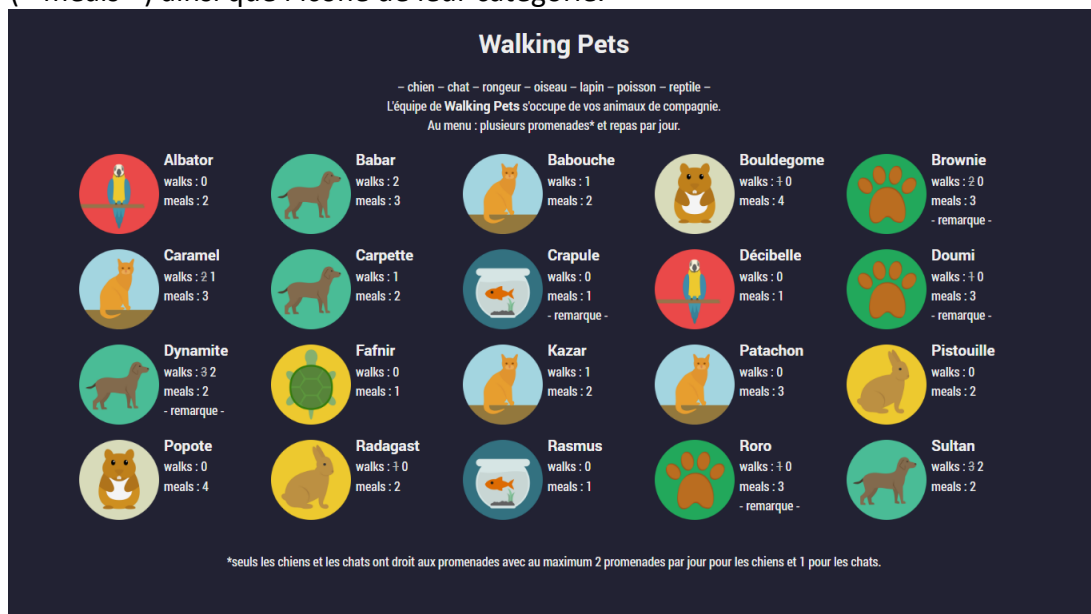 (« meals ») ainsi que l'icône de leur catégorie.
Walking Pets
– chien – chat – rongeur – oiseau – lapin – poisson – reptile –
L'équipe de Walking Pets s'occupe de vos animaux de compagnie.
Au menu : plusieurs promenades* et repas par jour.
Albator
walks : 0
meals : 2
Babar
walks : 2
meals : 3
Babouche
walks : 1
meals : 2
Bouldegome
walks : 1 0
meals : 4
Brownie
walks : 2 0
meals : 3
- remarque -
Caramel
walks : 2 1
meals : 3
Carpette
walks : 1
meals : 2
Crapule
walks : 0
meals : 1
- remarque -
Décibelle
walks : 0
meals : 1
Doumi
walks : 1 0
meals : 3
- remarque -
Dynamite
walks : 3 2
meals : 2
- remarque -
Fafnir
walks : 0
meals : 1
Kazar
walks : 1
meals : 2
Patachon
walks : 0
meals : 3
Pistouille
walks : 0
meals : 2
Popote
walks : 0
meals : 4
Radagast
walks : 1 0
meals : 2
Rasmus
walks : 0
meals : 1
Roro
walks : 1 0
meals : 3
- remarque -
Sultan
walks : 3 2
meals : 2
*seuls les chiens et les chats ont droit aux promenades avec au maximum 2 promenades par jour pour les chiens et 1 pour les chats.